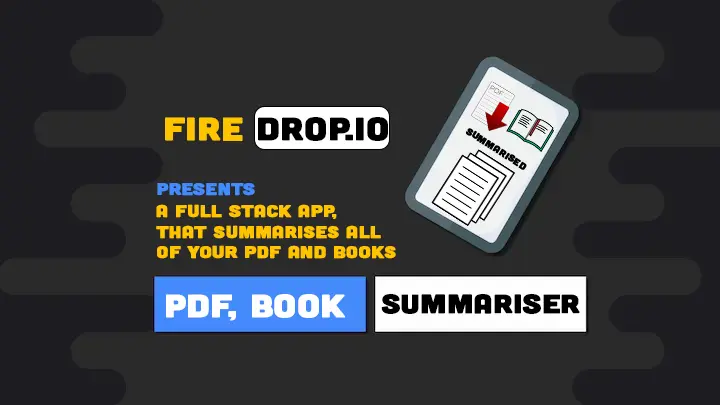 FIRE DROP.IO
PRESENTS
A FULL STACK APP,
THAT SUMMARISES ALL
OF YOUR PDF AND BOOKS
PDF, BOOK SUMMARISER
PDF
SUMMARISED